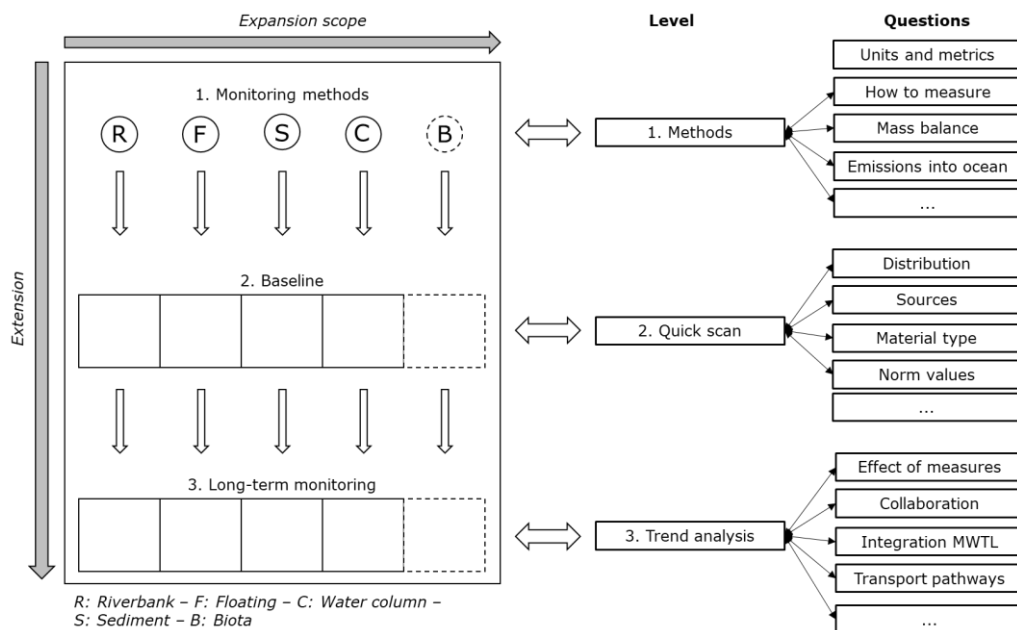 Expansion scope
Level
Questions
Extension
1. Monitoring methods
R
F
S
C
B
2. Baseline
3. Long-term monitoring
R: Riverbank – F: Floating – C: Water column –
S: Sediment – B: Biota
1. Methods
Units and metrics
How to measure
Mass balance
Emissions into ocean
...
2. Quick scan
Distribution
Sources
Material type
Norm values
...
3. Trend analysis
Effect of measures
Collaboration
Integration MWTL
Transport pathways
...